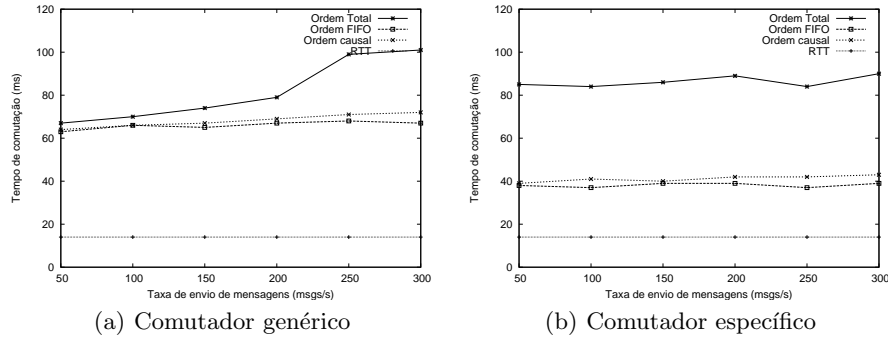 120
100
80
60
40
20
0
50 100 150 200 250 300
Tempo de comutação (ms)
Taxa de envio de mensagens (msgs/s)
Ordem Total
Ordem FIFO
Ordem causal
RTT
(a) Comutador genérico
120
100
80
60
40
20
0
50 100 150 200 250 300
Tempo de comutação (ms)
Taxa de envio de mensagens (msgs/s)
Ordem Total
Ordem FIFO
Ordem causal
RTT
(b) Comutador específico